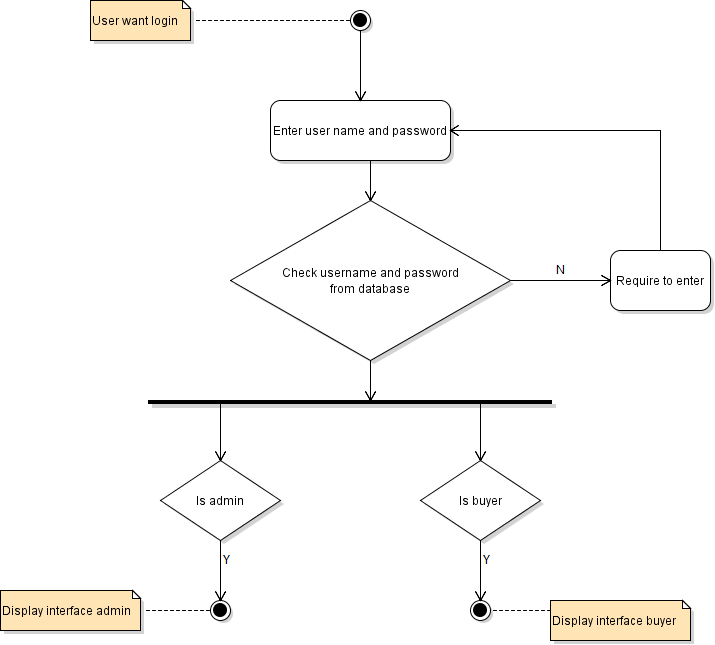 User want login
Enter user name and password
Check username and password
from database
N
Require to enter
Is admin
Is buyer
Y
Y
Display interface admin
Display interface buyer